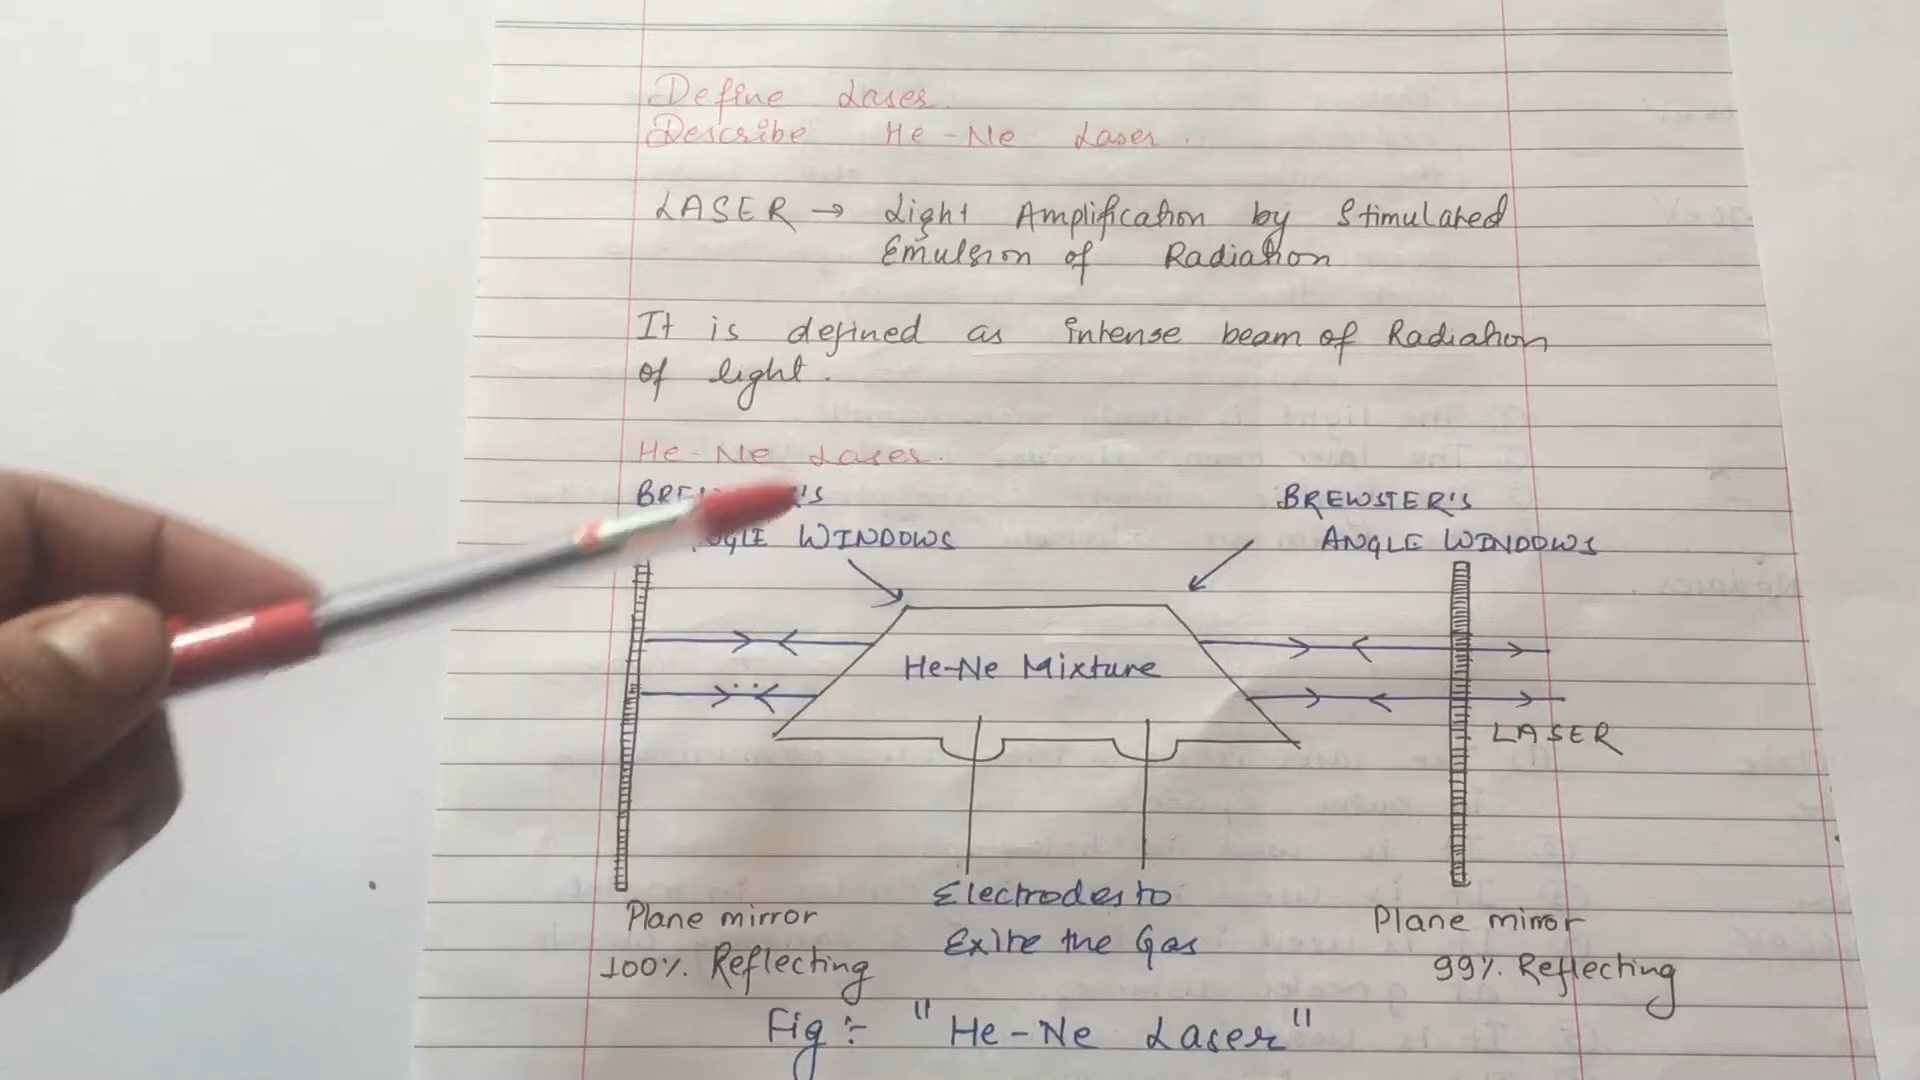 Define Laser.
Describe He-Ne Laser.
LASER → Light Amplification by Stimulated
Emulsion of Radiation
It is defined as intense beam of Radiation
of light.
He-Ne Laser.
WINDOWS
BREWSTER'S
ANGLE WINDOWS
He-Ne Mixture
LASER
Electrodes to
Exite the Gas
Plane mirror
100%. Reflecting
Plane mirror
99%. Reflecting
Fig :- "He-Ne Laser"